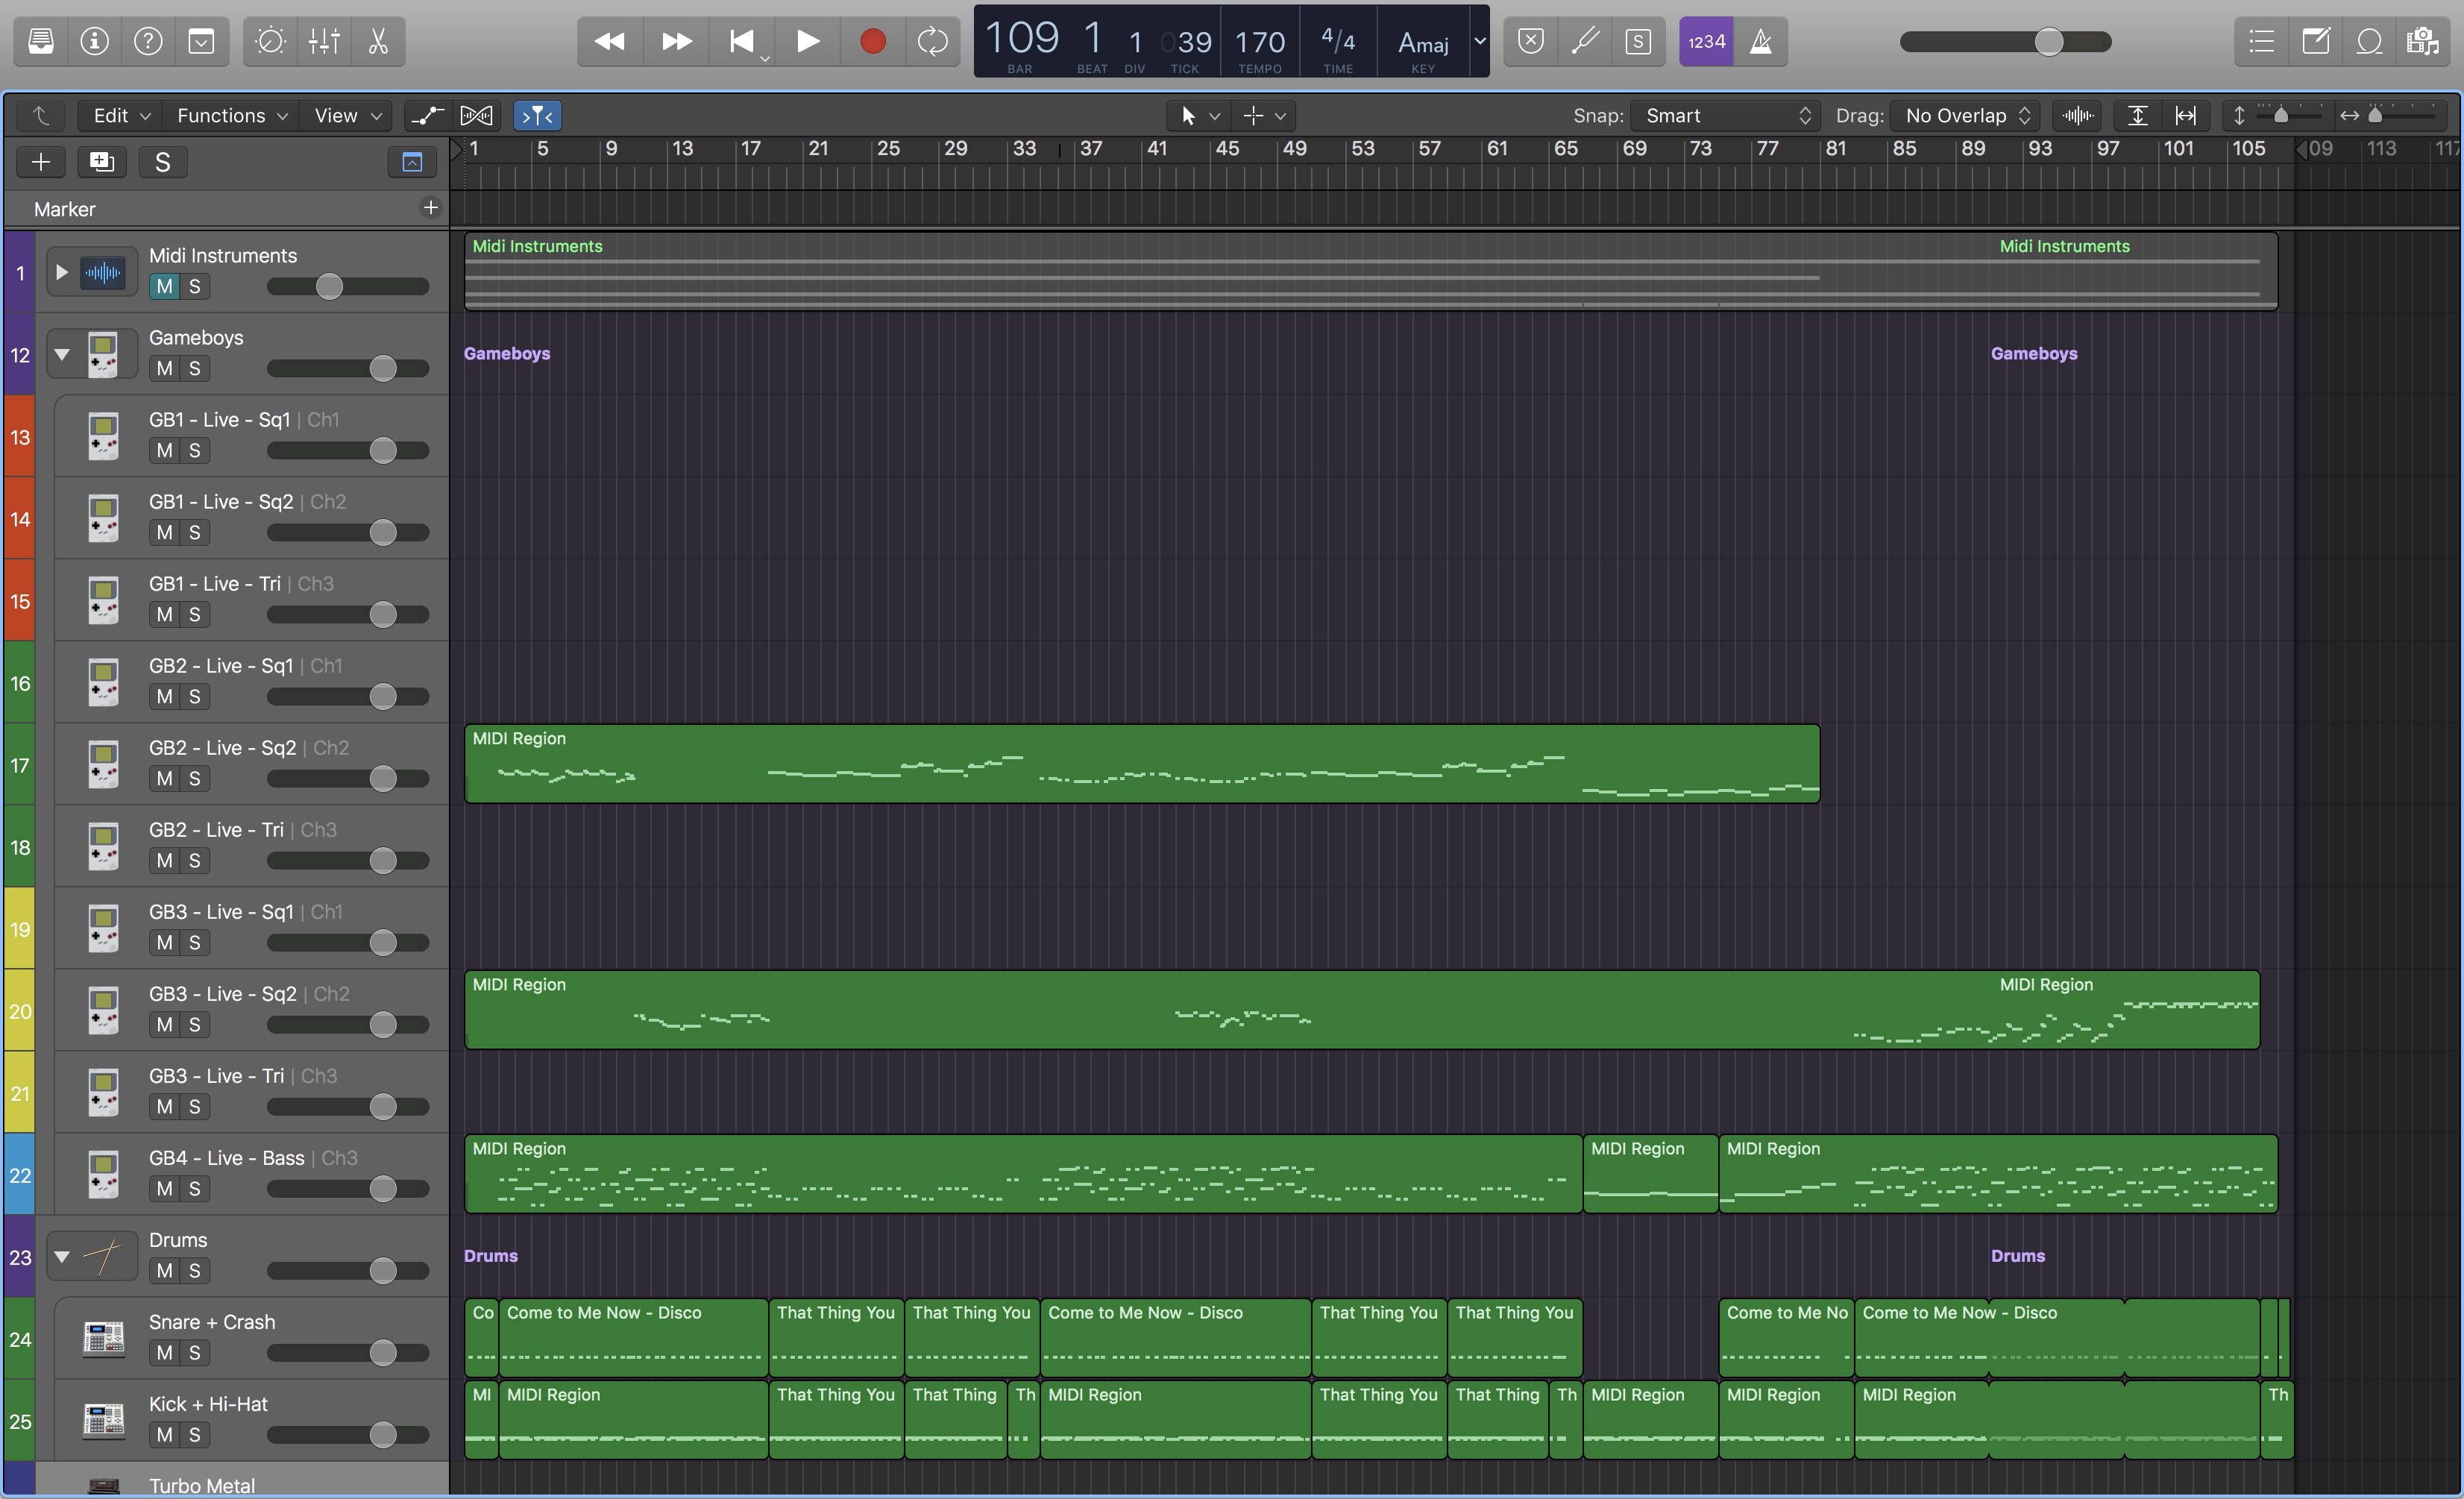 109 1 1 039 170 4/4 Amaj
BAR BEAT DIV TICK TEMPO TIME KEY
S
1234
Edit Functions View
Snap: Smart Drag: No Overlap
S
1 5 9 13 17 21 25 29 33 37 41 45 49 53 57 61 65 69 73 77 81 85 89 93 97 101 105 09 113 117
Marker
1 Midi Instruments
M S
Midi Instruments Midi Instruments
12 Gameboys
M S
Gameboys Gameboys
13 GB1 - Live - Sq1 | Ch1
M S
14 GB1 - Live - Sq2 | Ch2
M S
15 GB1 - Live - Tri | Ch3
M S
16 GB2 - Live - Sq1 | Ch1
M S
17 GB2 - Live - Sq2 | Ch2
M S
MIDI Region
18 GB2 - Live - Tri | Ch3
M S
19 GB3 - Live - Sq1 | Ch1
M S
20 GB3 - Live - Sq2 | Ch2
M S
MIDI Region MIDI Region
21 GB3 - Live - Tri | Ch3
M S
22 GB4 - Live - Bass | Ch3
M S
MIDI Region MIDI Region MIDI Region
23 Drums
M S
Drums Drums
24 Snare + Crash
M S
Co Come to Me Now - Disco That Thing You That Thing You Come to Me Now - Disco That Thing You That Thing You Come to Me No Come to Me Now - Disco
25 Kick + Hi-Hat
M S
MI MIDI Region That Thing You That Thing Th MIDI Region That Thing You That Thing Th MIDI Region MIDI Region MIDI Region Th
Turbo Metal